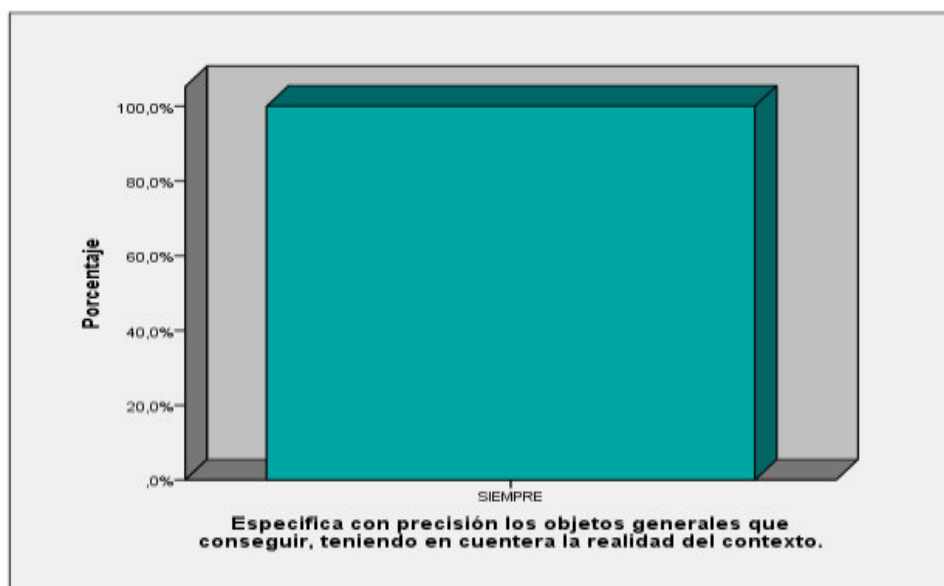 100,0%
80,0%
60,0%
40,0%
20,0%
,0%
Porcentaje
SIEMPRE
Especifica con precisión los objetos generales que
conseguir, teniendo en cuentera la realidad del contexto.